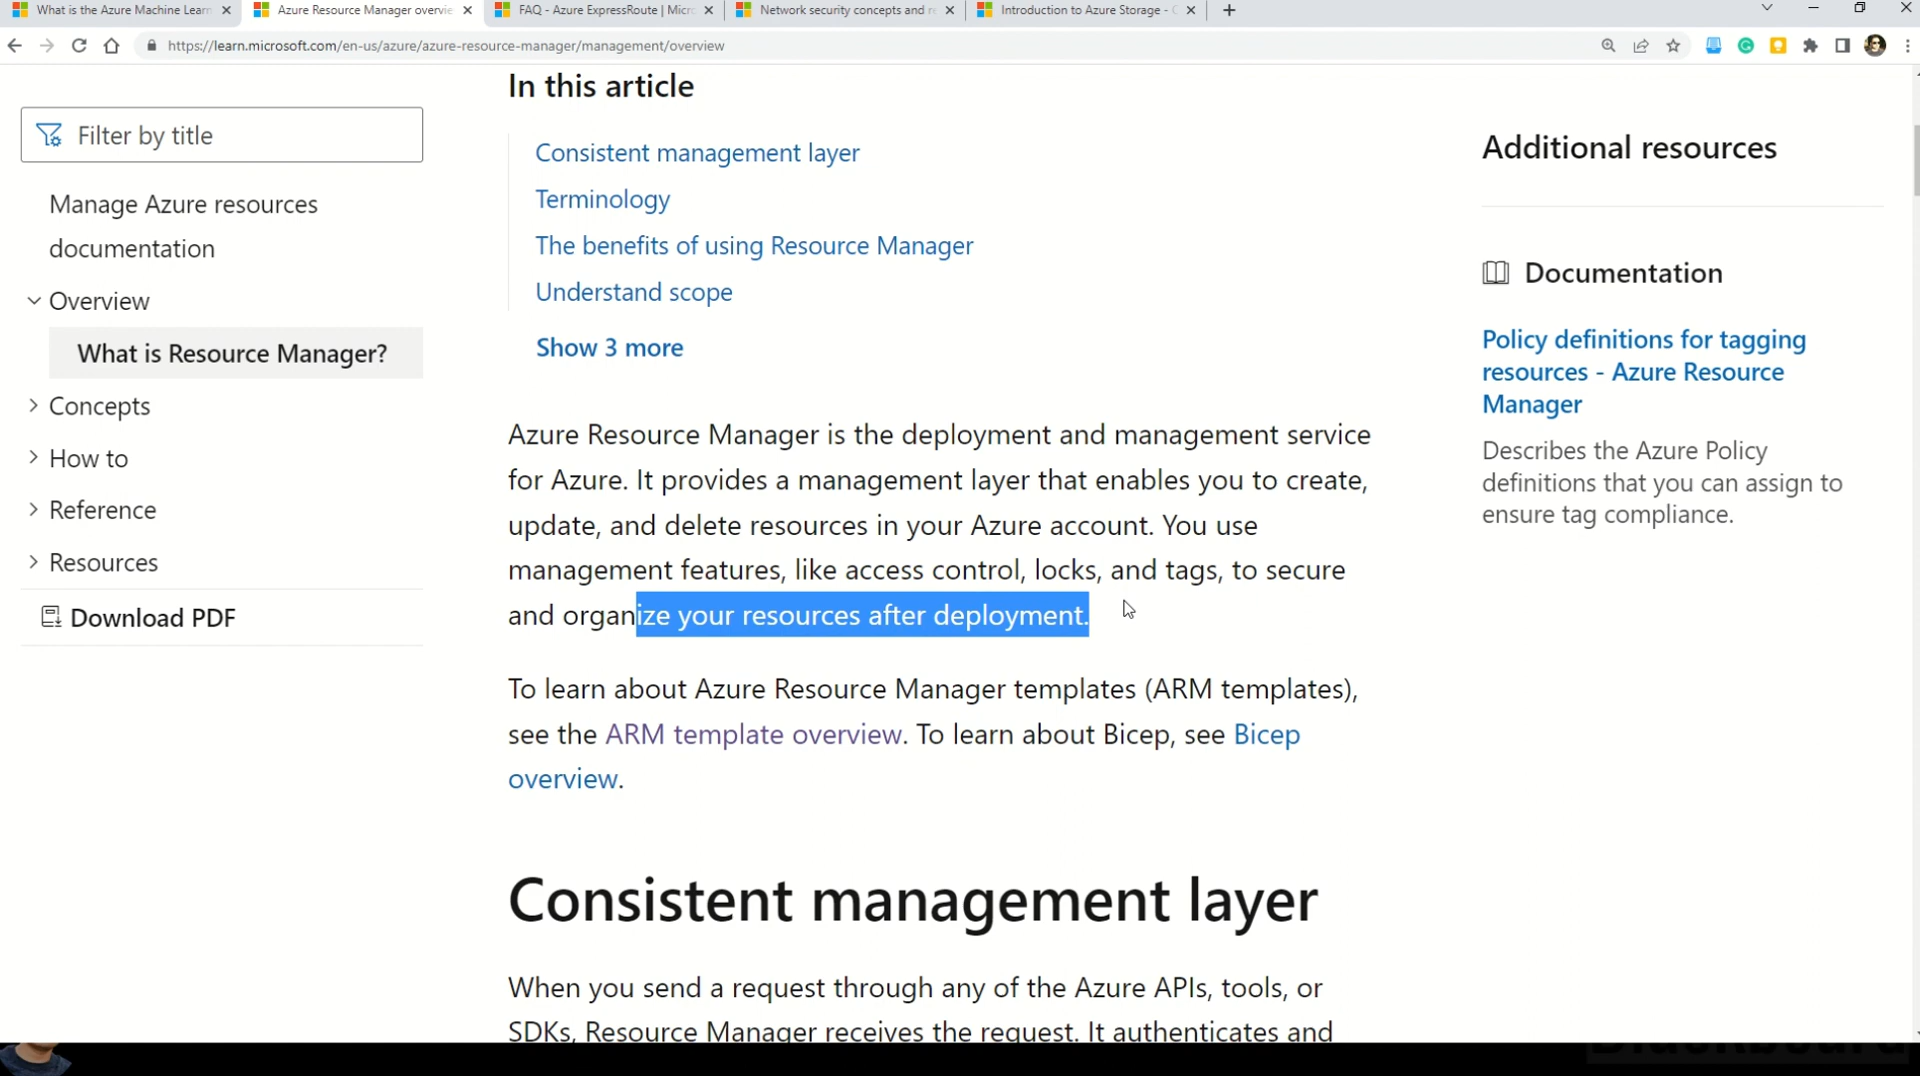 What is the Azure Machine Learn
Azure Resource Manager overvie
FAQ - Azure ExpressRoute | Micr
Network security concepts and re
Introduction to Azure Storage - C
https://learn.microsoft.com/en-us/azure/azure-resource-manager/management/overview
Filter by title
Manage Azure resources
documentation
Overview
What is Resource Manager?
Concepts
How to
Reference
Resources
Download PDF
In this article
Consistent management layer
Terminology
The benefits of using Resource Manager
Understand scope
Show 3 more
Azure Resource Manager is the deployment and management service
for Azure. It provides a management layer that enables you to create,
update, and delete resources in your Azure account. You use
management features, like access control, locks, and tags, to secure
and organize your resources after deployment.
To learn about Azure Resource Manager templates (ARM templates),
see the ARM template overview. To learn about Bicep, see Bicep
overview.
Consistent management layer
When you send a request through any of the Azure APIs, tools, or
SDKs, Resource Manager receives the request. It authenticates and
Additional resources
Documentation
Policy definitions for tagging
resources - Azure Resource
Manager
Describes the Azure Policy
definitions that you can assign to
ensure tag compliance.